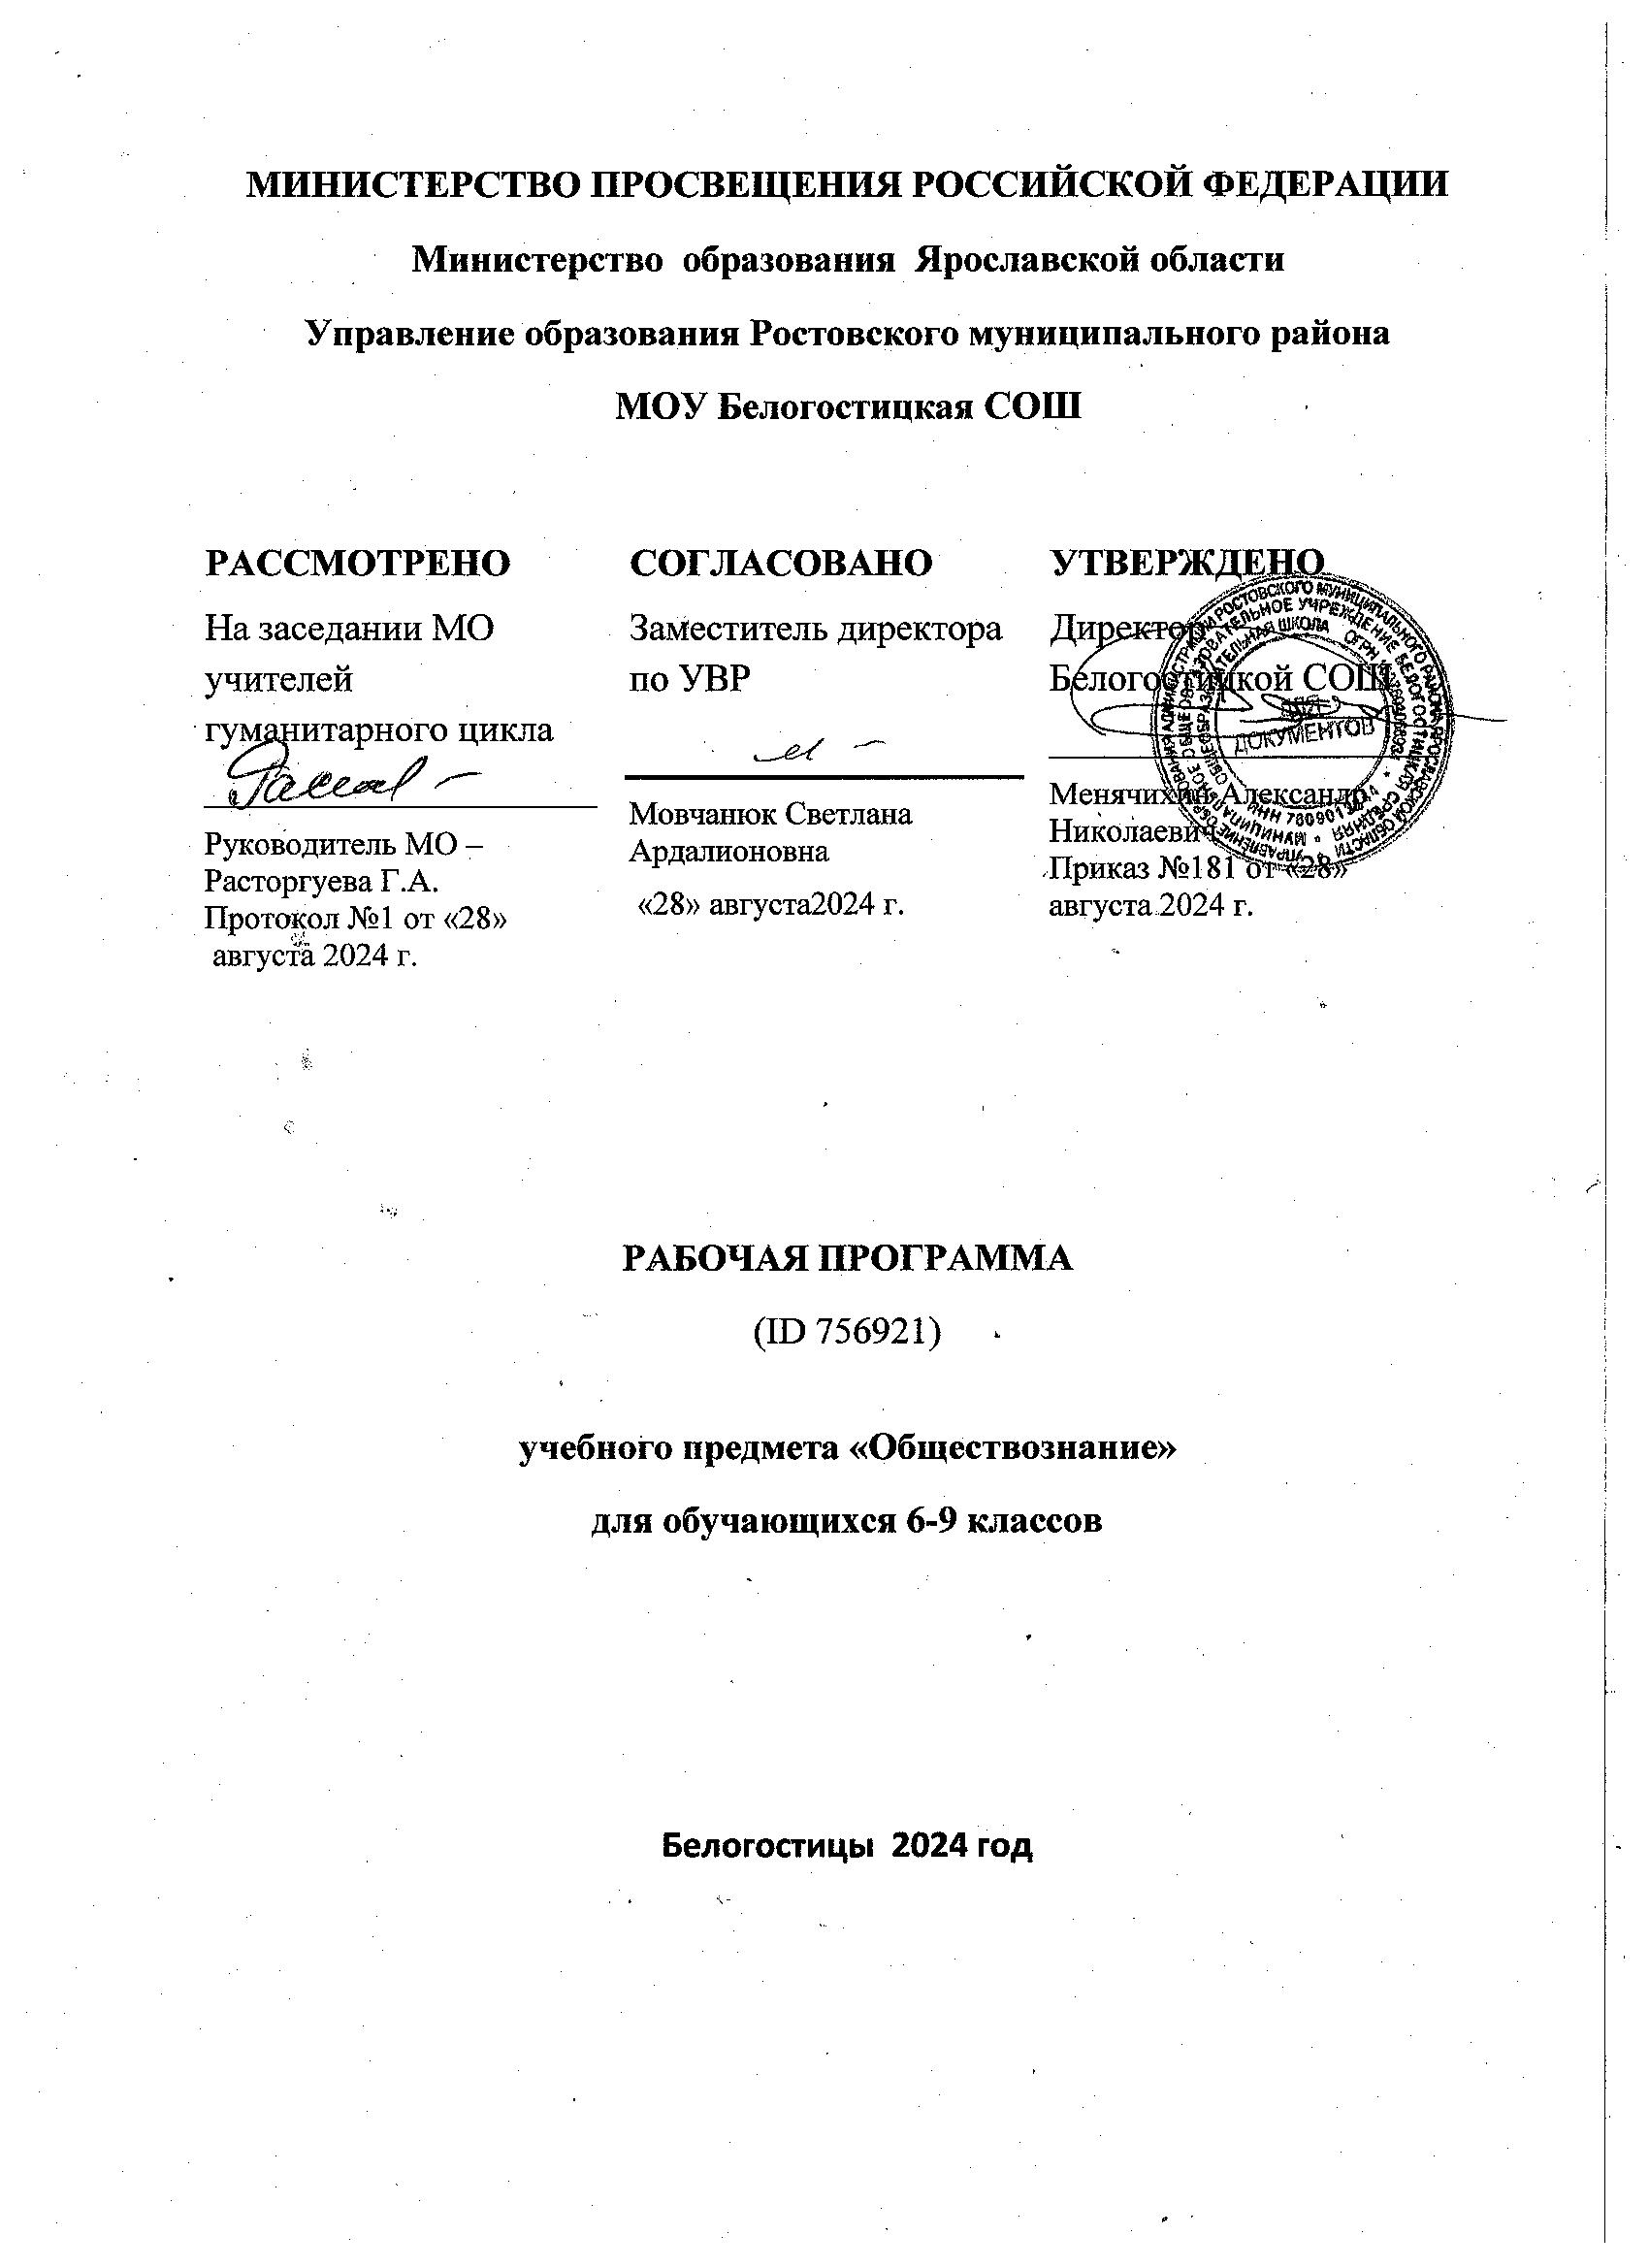 МИНИСТЕРСТВО ПРОСВЕЩЕНИЯ РОССИЙСКОЙ ФЕДЕРАЦИИ
Министерство образования Ярославской области
Управление образования Ростовского муниципального района
МОУ Белогостицкая СОШ
РАССМОТРЕНО
На заседании МО
учителей
гуманитарного цикла
Руководитель МО –
Расторгуева Г.А.
Протокол №1 от «28»
августа 2024 г.
СОГЛАСОВАНО
Заместитель директора
по УВР
Мовчанюк Светлана
Ардалионовна
«28» августа2024 г.
УТВЕРЖДЕНО
Директор
Белогостицкой СОШ
Менячихин Александр
Николаевич
Приказ №181 от «28»
августа 2024 г.
ДЛЯ
ДОКУМЕНТОВ
РАБОЧАЯ ПРОГРАММА
(ID 756921)
учебного предмета «Обществознание»
для обучающихся 6-9 классов
Белогостицы 2024 год